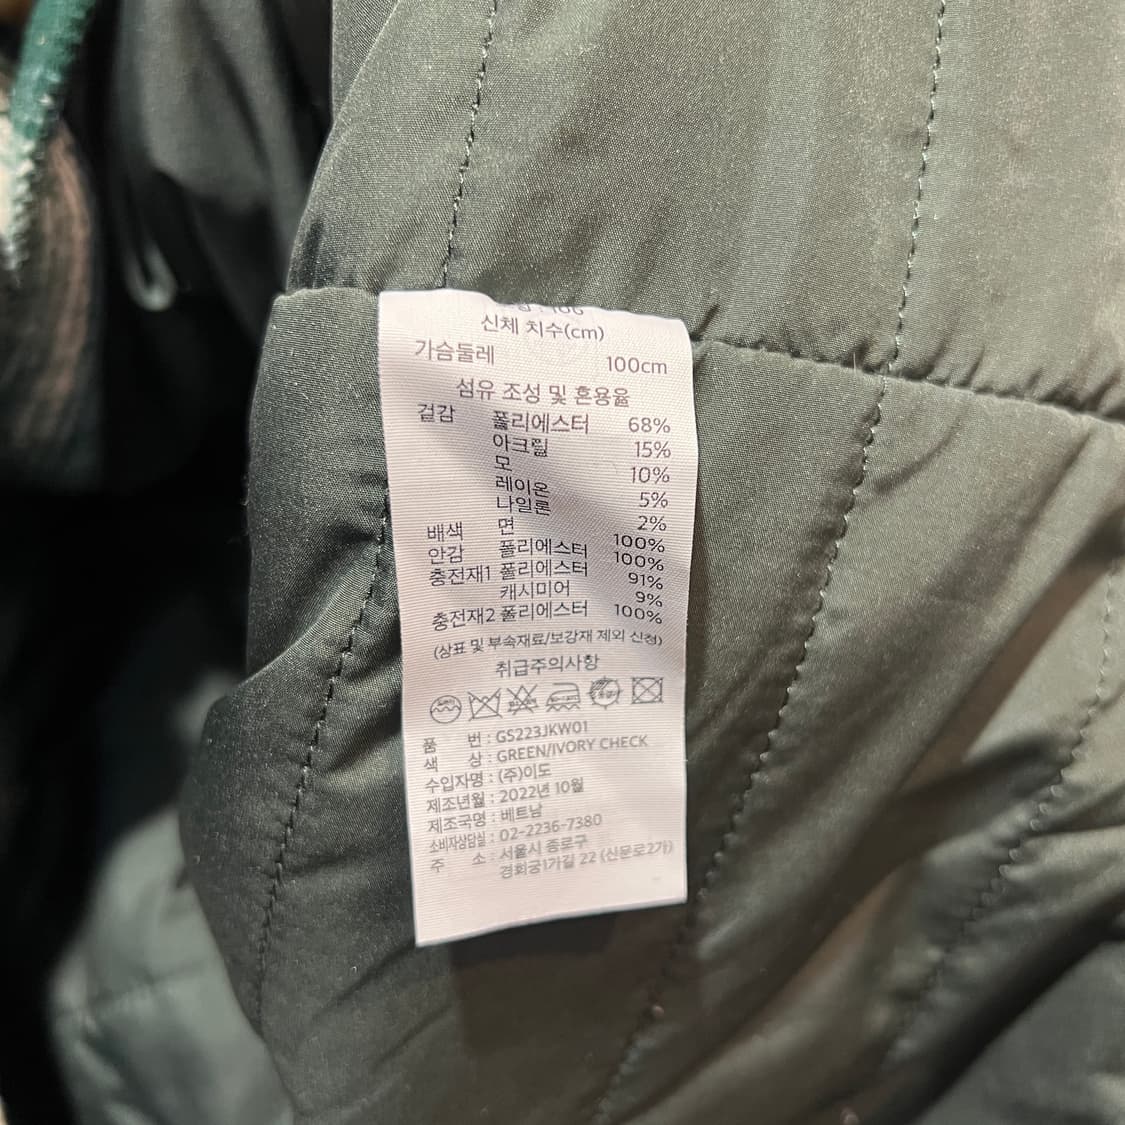 신체 치수(cm)
가슴둘레 100cm
섬유 조성 및 혼용율
겉감 폴리에스터 68%
아크릴 15%
모 10%
레이온 5%
나일론 2%
배색 면 100%
안감 폴리에스터 100%
충전재1 폴리에스터 91%
캐시미어 9%
충전재2 폴리에스터 100%
(상표 및 부속재료/보강재 제외 신청)
취급주의사항
품 번 : GS223JKW01
색 상 : GREEN/IVORY CHECK
수입자명 : (주)이도
제조년월 : 2022년 10월
제조국명 : 베트남
소비자상담실 : 02-2236-7380
주 소 : 서울시 종로구
경희궁1가길 22 (신문로2가)